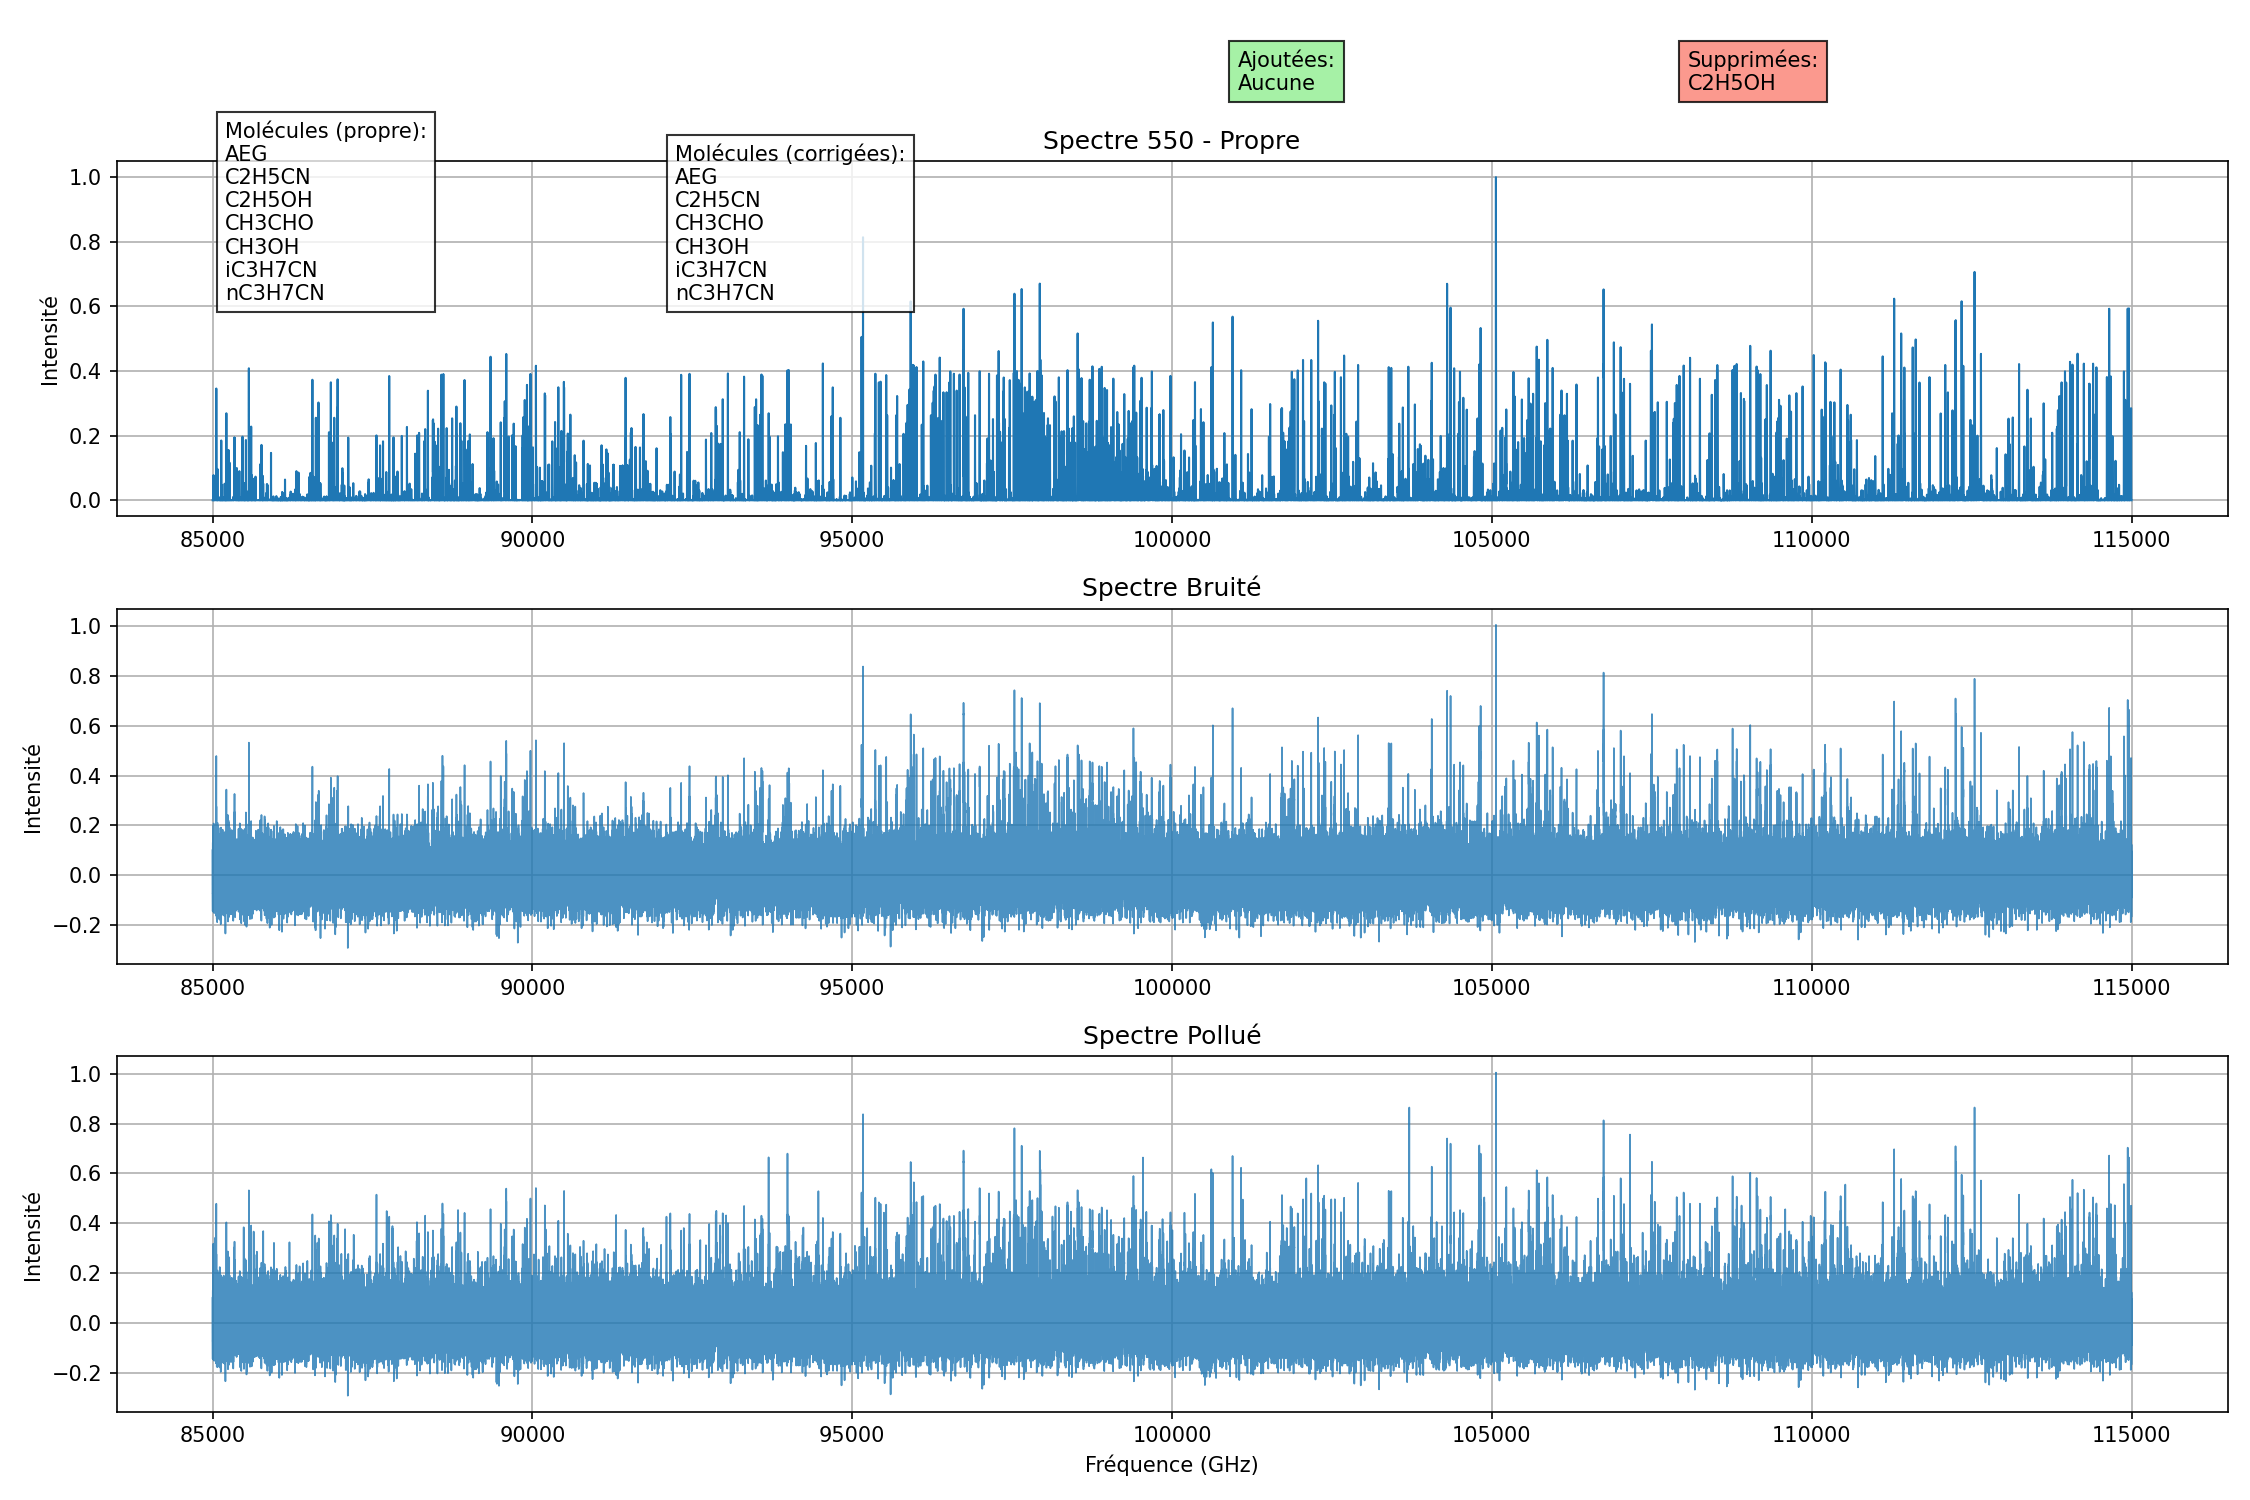 Ajoutées:
Aucune
Supprimées:
C2H5OH
Molécules (propre):
AEG
C2H5CN
C2H5OH
CH3CHO
CH3OH
iC3H7CN
nC3H7CN
Molécules (corrigées):
AEG
C2H5CN
CH3CHO
CH3OH
iC3H7CN
nC3H7CN
Spectre 550 - Propre
Intensité
1.0
0.8
0.6
0.4
0.2
0.0
85000
90000
95000
100000
105000
110000
115000
Spectre Bruité
Intensité
1.0
0.8
0.6
0.4
0.2
0.0
−0.2
85000
90000
95000
100000
105000
110000
115000
Spectre Pollué
Intensité
1.0
0.8
0.6
0.4
0.2
0.0
−0.2
85000
90000
95000
100000
105000
110000
115000
Fréquence (GHz)